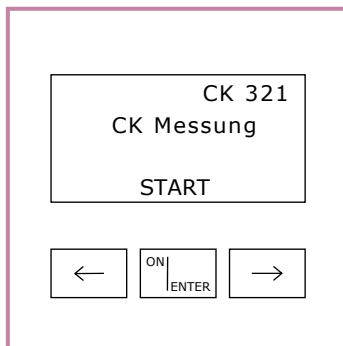 CK 321
CK Messung
START
← ON ENTER →